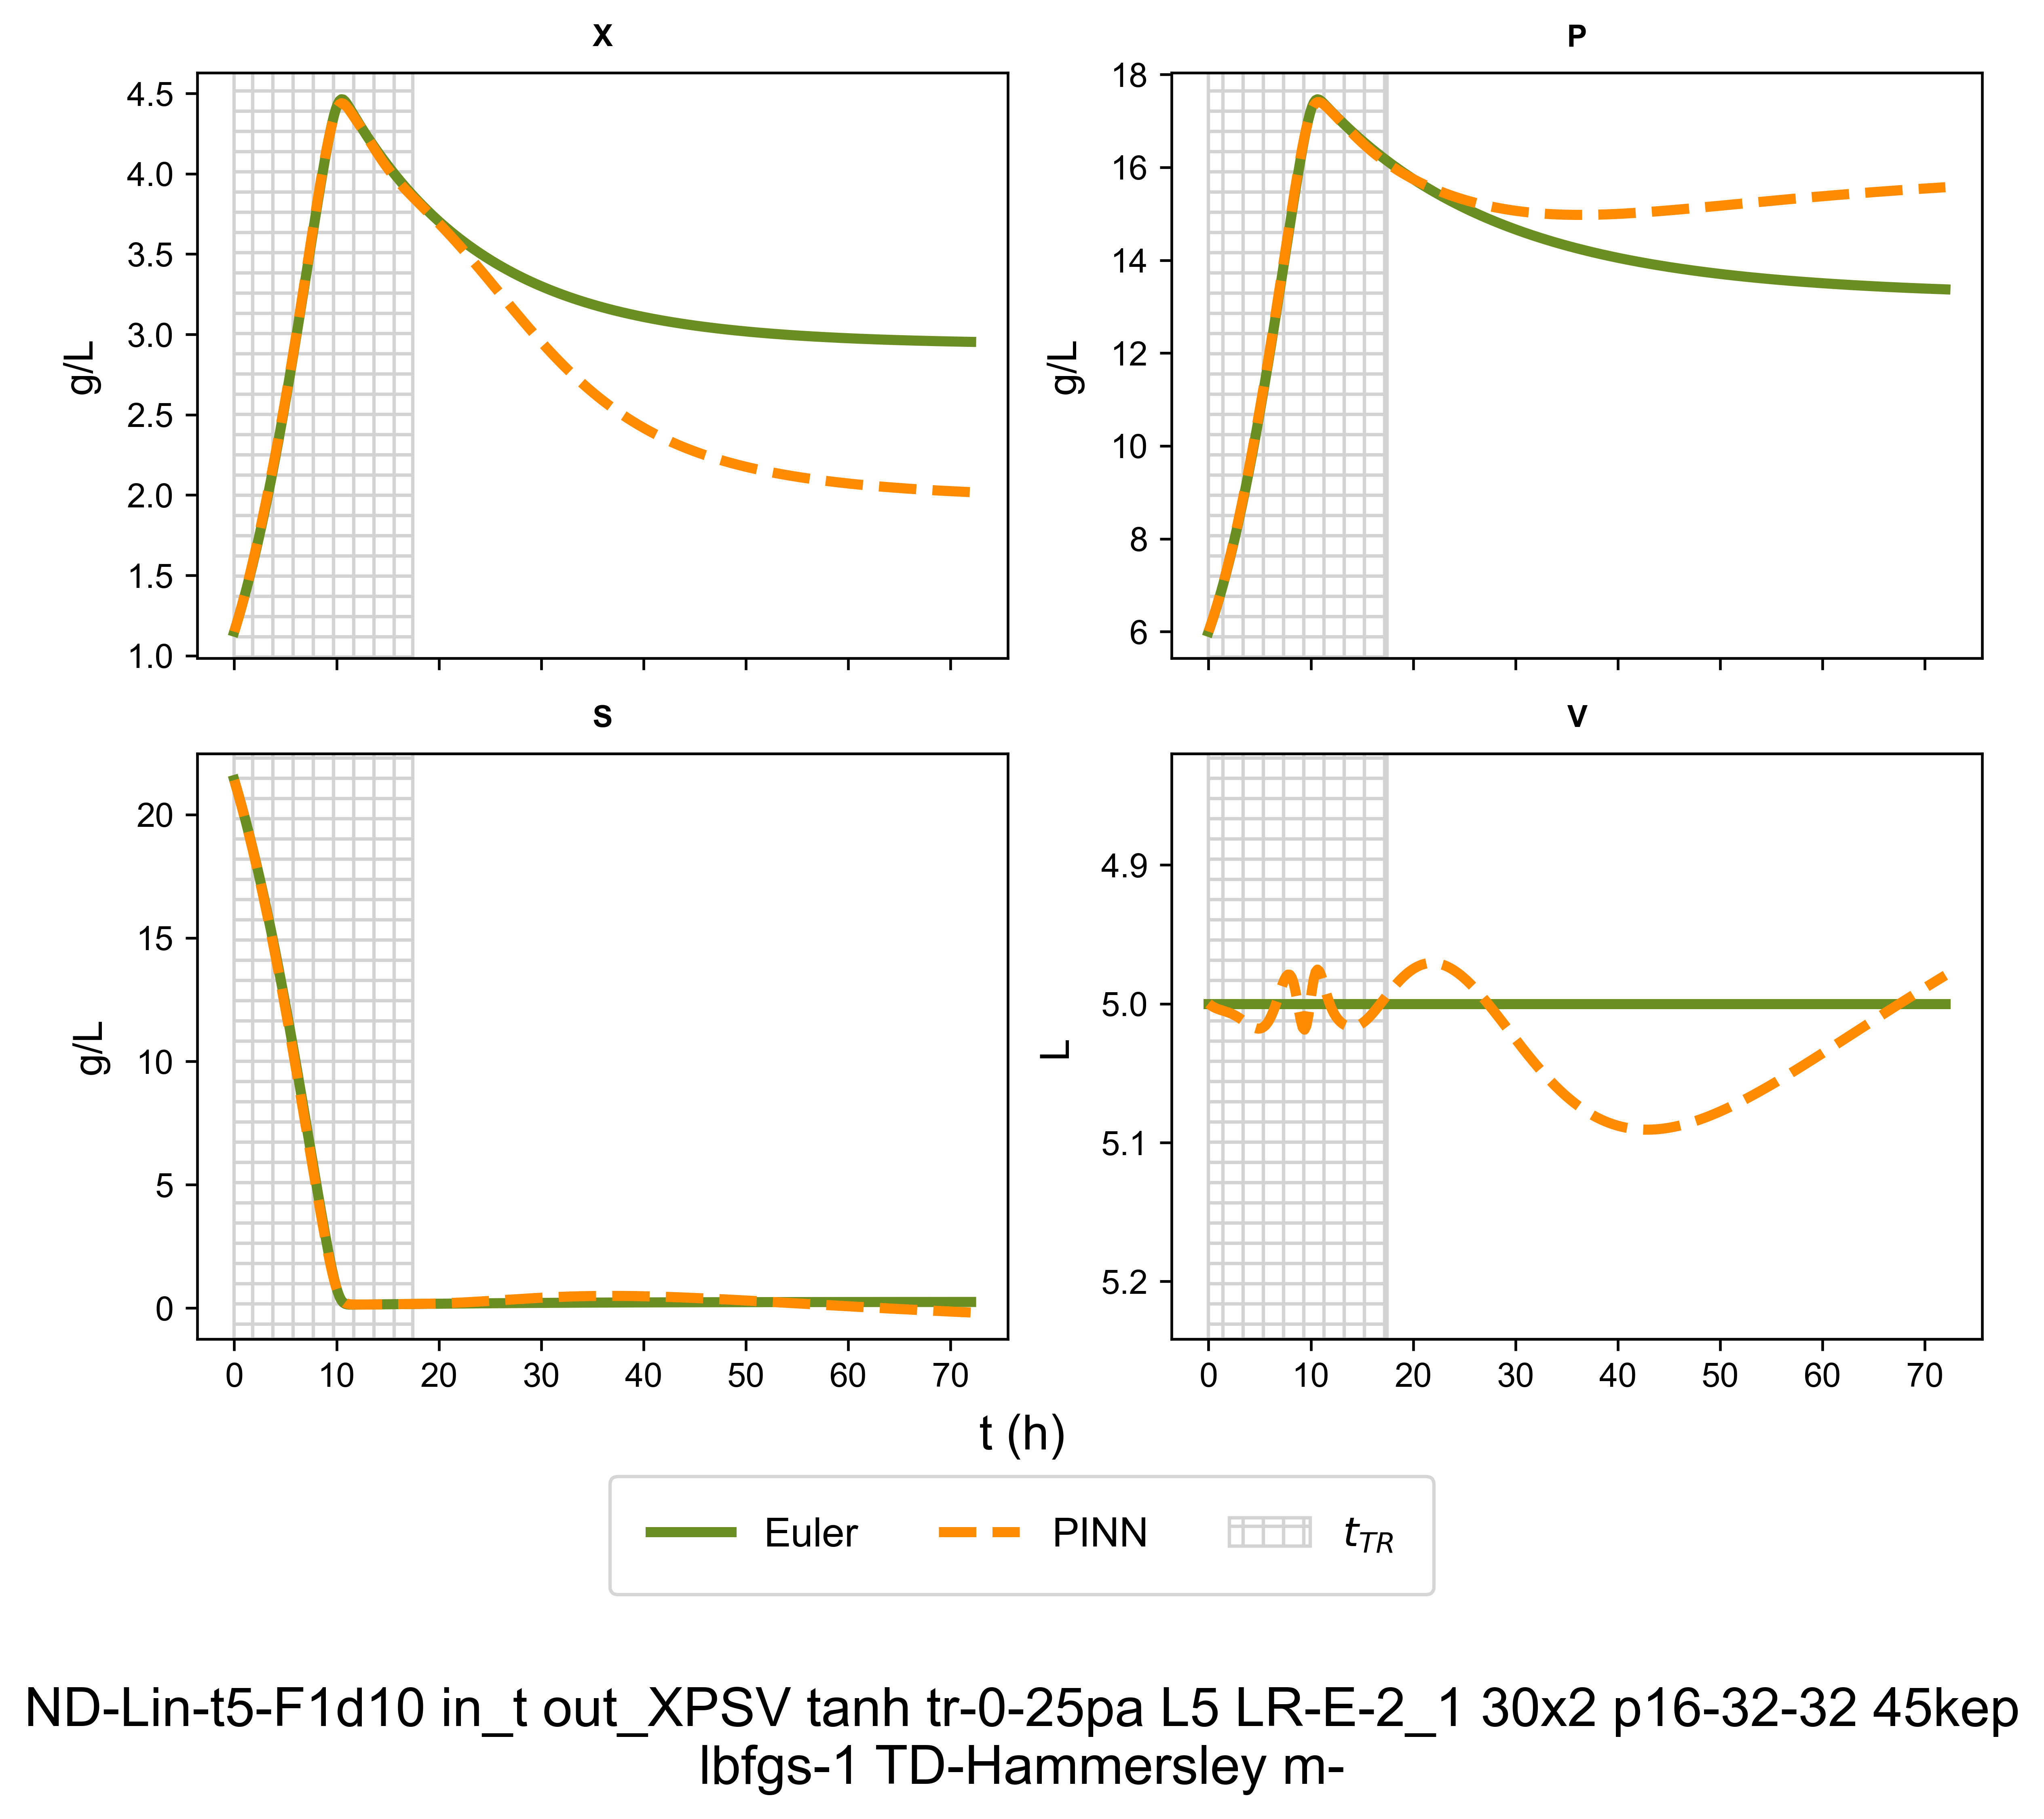 X
P
4.5
4.0
3.5
3.0
2.5
2.0
1.5
1.0
g/L
18
16
14
12
10
8
6
g/L
S
V
20
15
10
5
0
g/L
0 10 20 30 40 50 60 70
4.9
5.0
5.1
5.2
L
0 10 20 30 40 50 60 70
t (h)
Euler PINN t_TR
ND-Lin-t5-F1d10 in_t out_XPSV tanh tr-0-25pa L5 LR-E-2_1 30x2 p16-32-32 45kep
lbfgs-1 TD-Hammersley m-